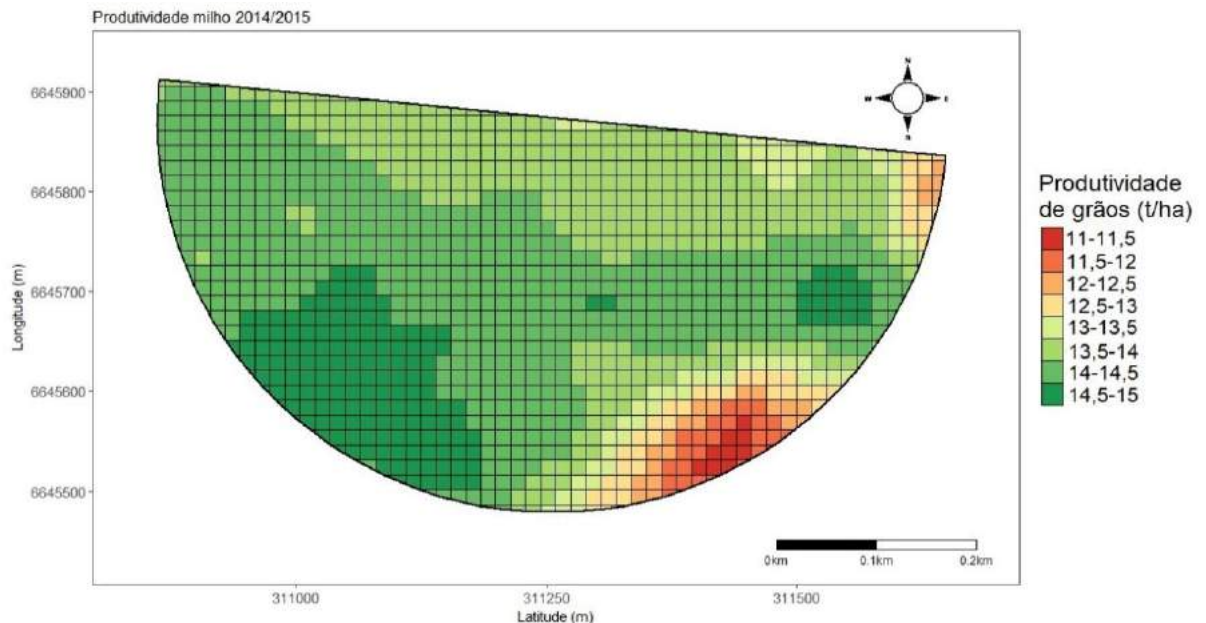 Produtividade milho 2014/2015
N
W
E
S
6645900
6645800
6645700
6645600
6645500
Longitude (m)
311000
311250
311500
Latitude (m)
0km
0.1km
0.2km
Produtividade
de grãos (t/ha)
11-11,5
11,5-12
12-12,5
12,5-13
13-13,5
13,5-14
14-14,5
14,5-15